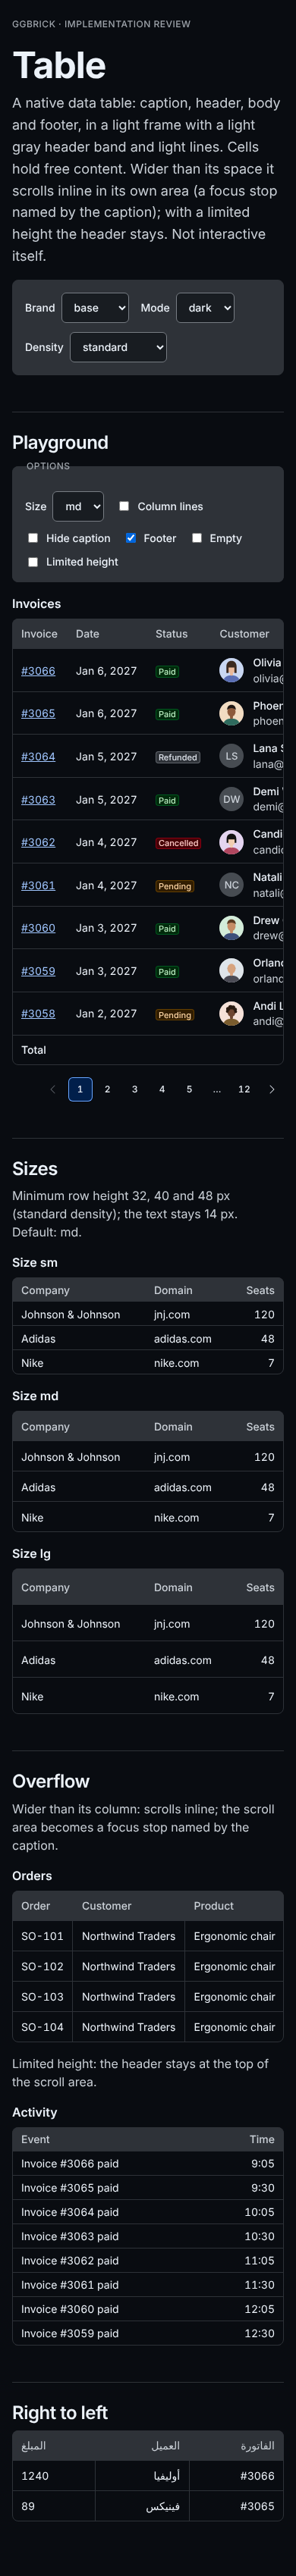 GGBRICK · IMPLEMENTATION REVIEW
Table
A native data table: caption, header, body
and footer, in a light frame with a light
gray header band and light lines. Cells
hold free content. Wider than its space it
scrolls inline in its own area (a focus stop
named by the caption); with a limited
height the header stays. Not interactive
itself.
Brand base Mode dark
Density standard
Playground
OPTIONS
Size md Column lines
Hide caption Footer Empty
Limited height
Invoices
Invoice Date Status Customer
#3066 Jan 6, 2027 Paid Olivia
olivia@
#3065 Jan 6, 2027 Paid Phoen
phoen
#3064 Jan 5, 2027 Refunded LS Lana S
lana@
#3063 Jan 5, 2027 Paid DW Demi
demi@
#3062 Jan 4, 2027 Cancelled Candi
candic
#3061 Jan 4, 2027 Pending NC Natali
natali@
#3060 Jan 3, 2027 Paid Drew
drew@
#3059 Jan 3, 2027 Paid Orland
orland
#3058 Jan 2, 2027 Pending Andi L
andi@
Total
1 2 3 4 5 … 12
Sizes
Minimum row height 32, 40 and 48 px
(standard density); the text stays 14 px.
Default: md.
Size sm
Company Domain Seats
Johnson & Johnson jnj.com 120
Adidas adidas.com 48
Nike nike.com 7
Size md
Company Domain Seats
Johnson & Johnson jnj.com 120
Adidas adidas.com 48
Nike nike.com 7
Size lg
Company Domain Seats
Johnson & Johnson jnj.com 120
Adidas adidas.com 48
Nike nike.com 7
Overflow
Wider than its column: scrolls inline; the scroll
area becomes a focus stop named by the
caption.
Orders
Order Customer Product
SO-101 Northwind Traders Ergonomic chair
SO-102 Northwind Traders Ergonomic chair
SO-103 Northwind Traders Ergonomic chair
SO-104 Northwind Traders Ergonomic chair
Limited height: the header stays at the top of
the scroll area.
Activity
Event Time
Invoice #3066 paid 9:05
Invoice #3065 paid 9:30
Invoice #3064 paid 10:05
Invoice #3063 paid 10:30
Invoice #3062 paid 11:05
Invoice #3061 paid 11:30
Invoice #3060 paid 12:05
Invoice #3059 paid 12:30
Right to left
الفاتورة العميل المبلغ
#3066 أوليفيا 1240
#3065 فينيكس 89